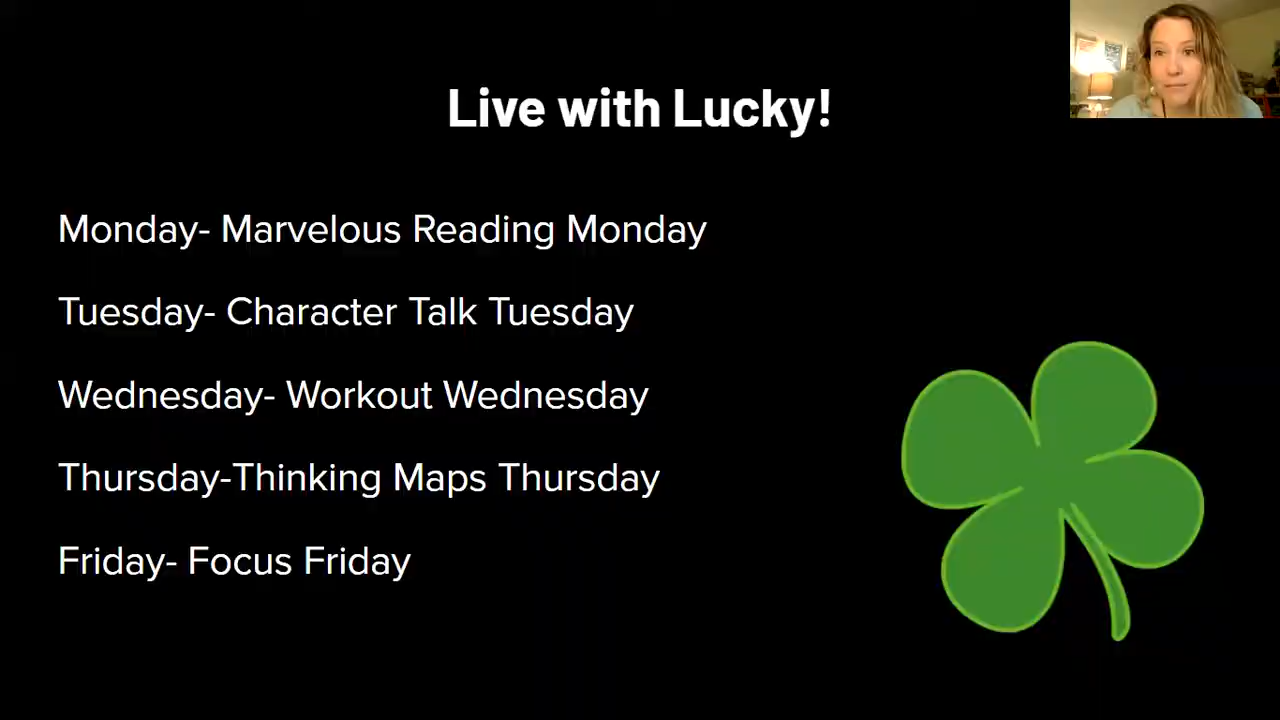 Live with Lucky!
Monday- Marvelous Reading Monday
Tuesday- Character Talk Tuesday
Wednesday- Workout Wednesday
Thursday-Thinking Maps Thursday
Friday- Focus Friday